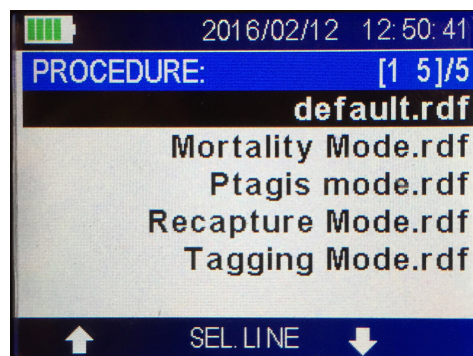 2016/02/12 12:50:41
PROCEDURE: [1 5]/5
default.rdf
Mortality Mode.rdf
Ptagis mode.rdf
Recapture Mode.rdf
Tagging Mode.rdf
SEL. LINE